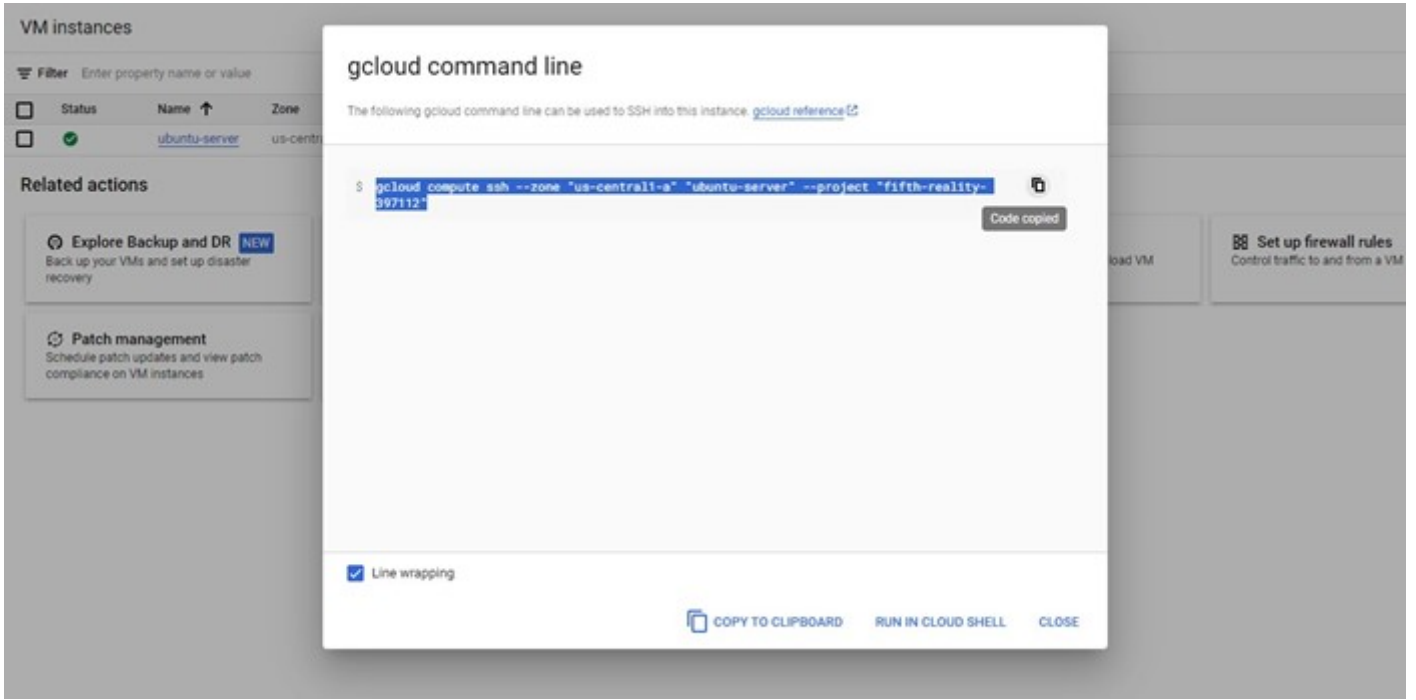 VM instances
Filter Enter property name or value
Status Name Zone
ubuntu-server us-centr
Related actions
Explore Backup and DR NEW
Back up your VMs and set up disaster
recovery
Patch management
Schedule patch updates and view patch
compliance on VM instances
gcloud command line
The following gcloud command line can be used to SSH into this instance. gcloud reference
$ gcloud compute ssh --zone "us-central1-a" "ubuntu-server" --project "fifth-reality-
397112"
Code copied
Line wrapping
COPY TO CLIPBOARD RUN IN CLOUD SHELL CLOSE
load VM
Set up firewall rules
Control traffic to and from a VM